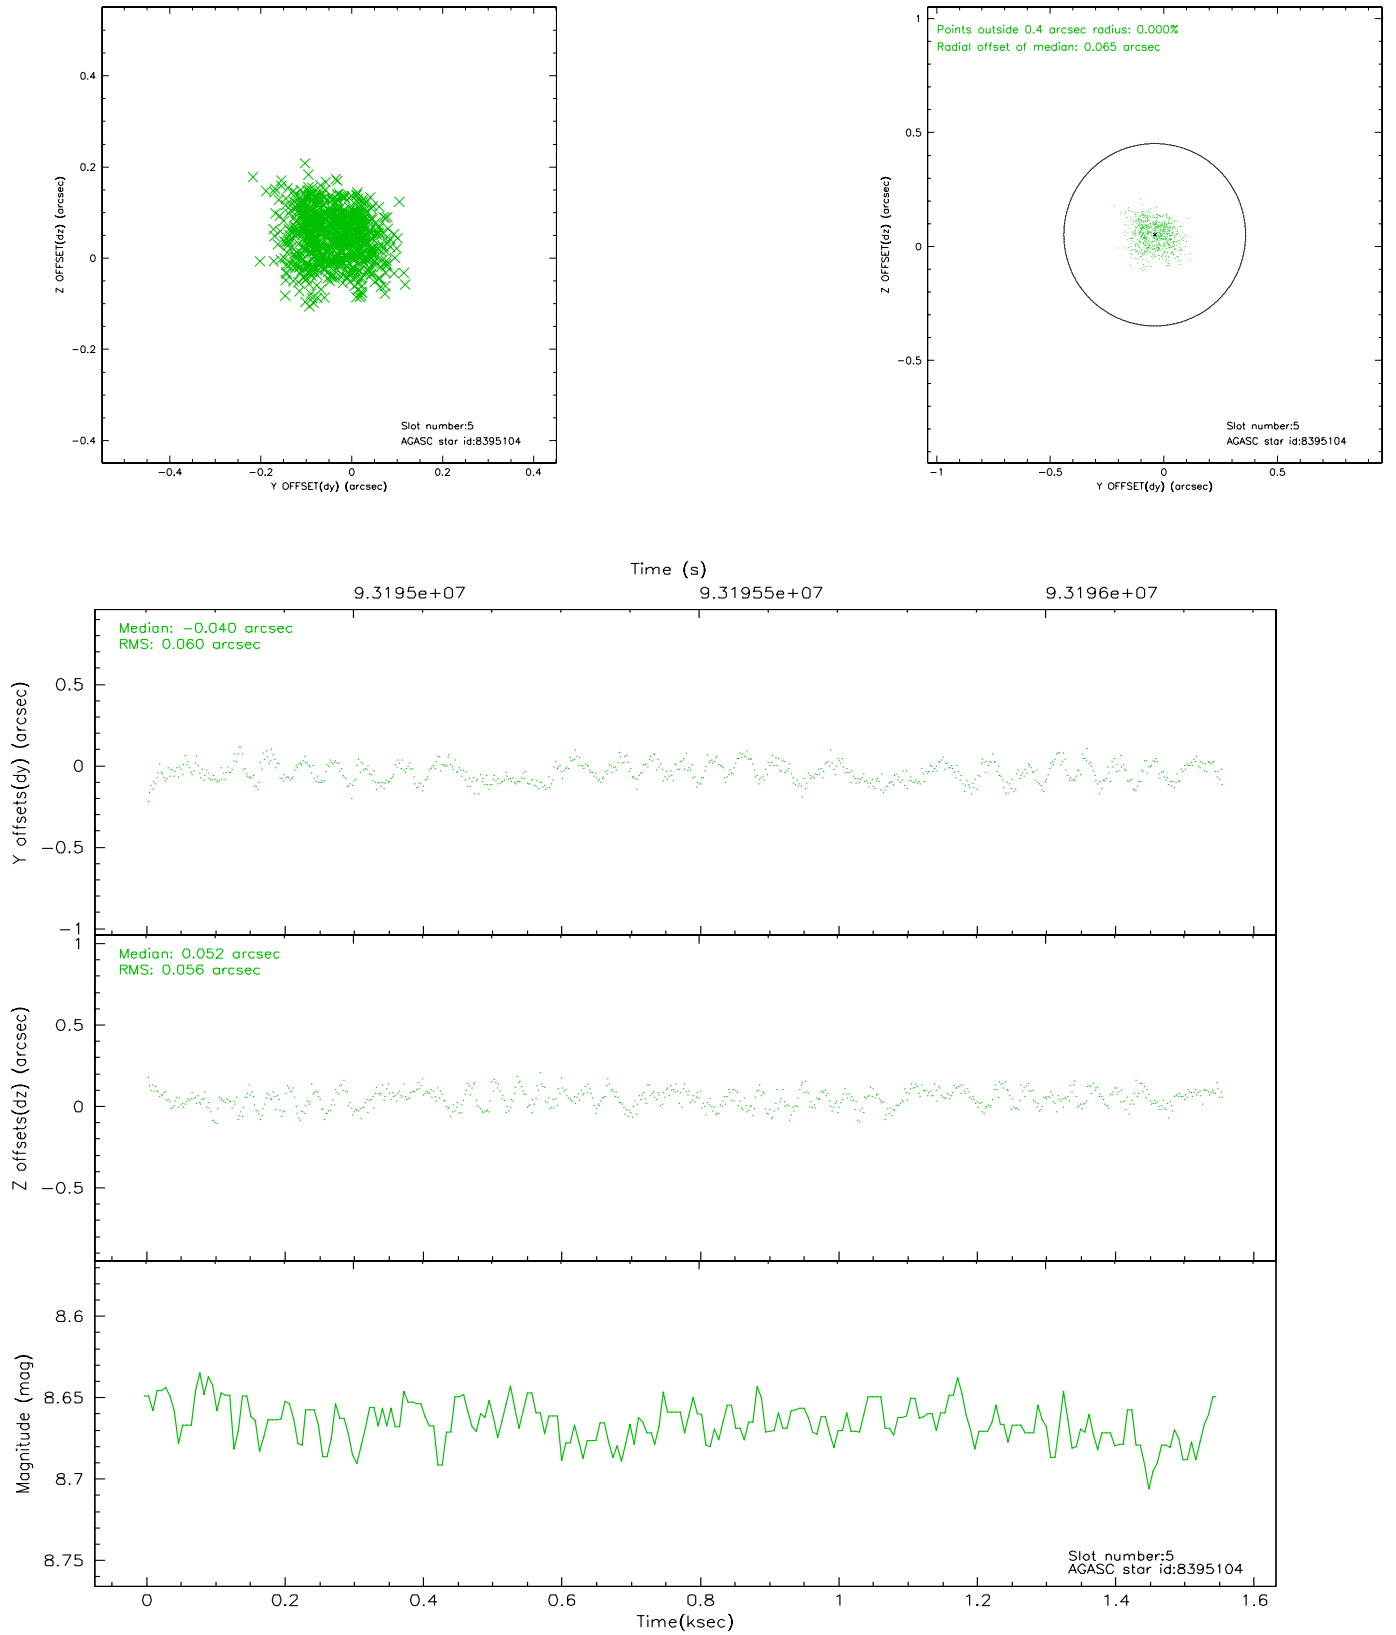 0.4
0.2
0
−0.2
−0.4
Z OFFSET(dz) (arcsec)
Slot number:5
AGASC star id:8395104
−0.4 −0.2 0 0.2 0.4
Y OFFSET(dy) (arcsec)
Points outside 0.4 arcsec radius: 0.000%
Radial offset of median: 0.065 arcsec
1
0.5
0
−0.5
Z OFFSET(dz) (arcsec)
Slot number:5
AGASC star id:8395104
−1 −0.5 0 0.5
Y OFFSET(dy) (arcsec)
Time (s)
9.3195e+07 9.31955e+07 9.3196e+07
Median: −0.040 arcsec
RMS: 0.060 arcsec
0.5
0
−0.5
−1
Y offsets(dy) (arcsec)
Median: 0.052 arcsec
RMS: 0.056 arcsec
1
0.5
0
−0.5
Z offsets(dz) (arcsec)
8.6
8.65
8.7
8.75
Magnitude (mag)
Slot number:5
AGASC star id:8395104
0 0.2 0.4 0.6 0.8 1 1.2 1.4 1.6
Time(ksec)